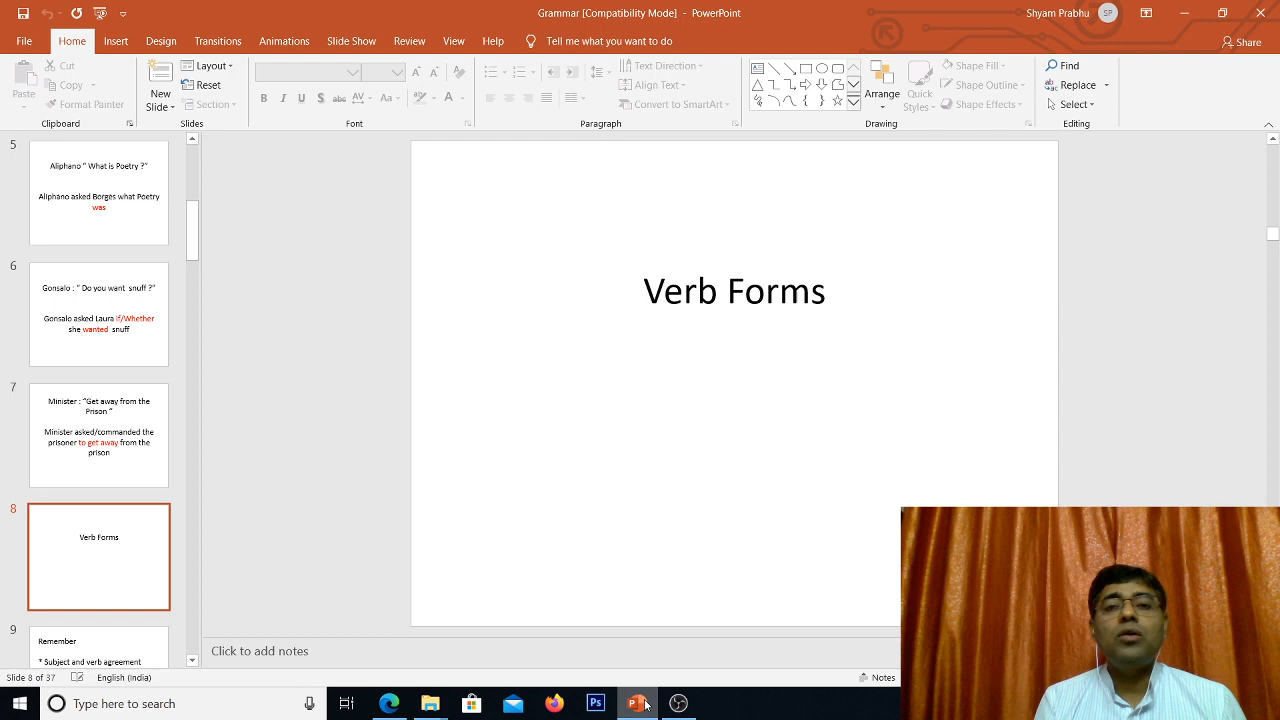 Grammar [Compatibility Mode] - PowerPoint
Shyam Prabhu
SP
File
Home
Insert
Design
Transitions
Animations
Slide Show
Review
View
Help
Tell me what you want to do
Share
Paste
Cut
Copy
Format Painter
Clipboard
New
Slide
Layout
Reset
Section
Slides
B I U S abc AV Aa A
Font
Text Direction
Align Text
Convert to SmartArt
Paragraph
Arrange
Quick
Styles
Shape Fill
Shape Outline
Shape Effects
Drawing
Find
Replace
Select
Editing
5
Aliphano “ What is Poetry ?”
Aliphano asked Borges what Poetry
was
6
Gonsalo : “ Do you want snuff ?”
Gonsalo asked Laura if/Whether
she wanted snuff
7
Minister : “Get away from the
Prison “
Minister asked/commanded the
prisoner to get away from the
prison
8
Verb Forms
9
Remember
* Subject and verb agreement
Verb Forms
Click to add notes
Slide 8 of 37
English (India)
Notes
Type here to search
Ps